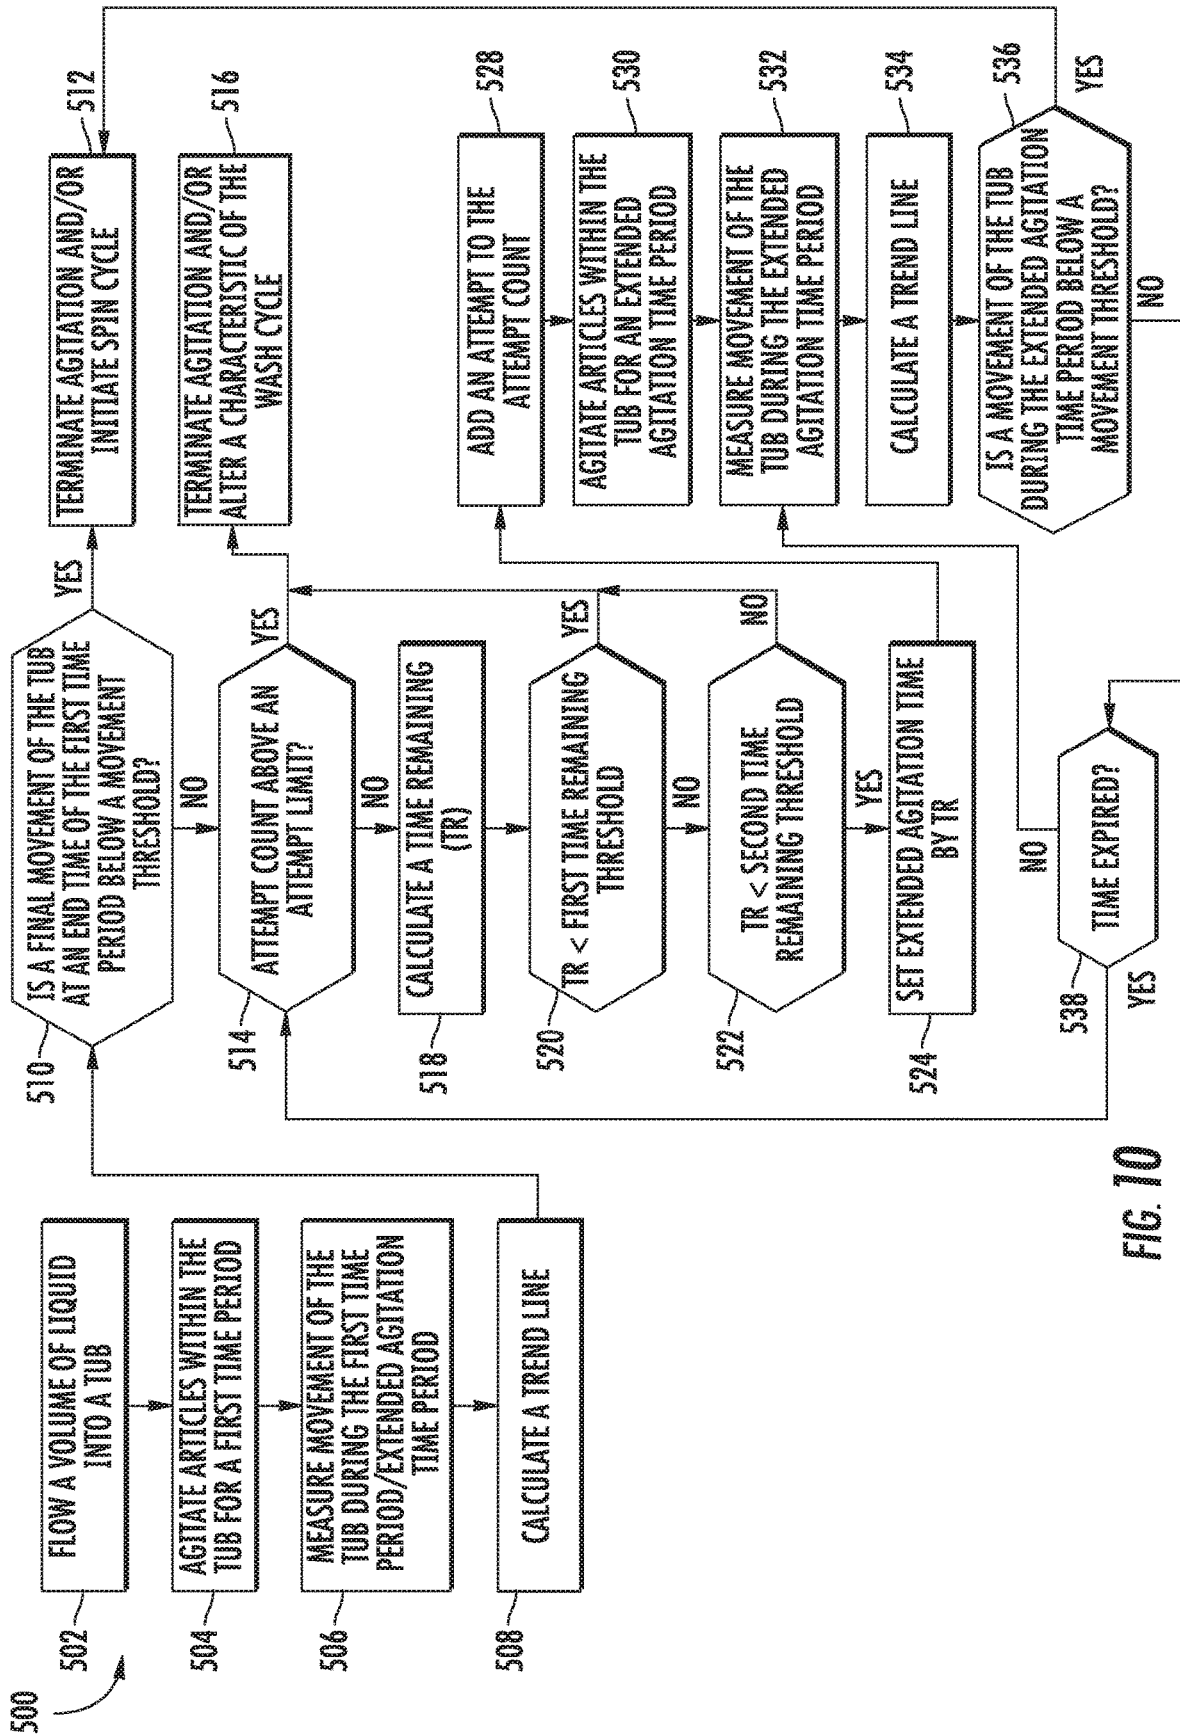 500
502
FLOW A VOLUME OF LIQUID
INTO A TUB
504
AGITATE ARTICLES WITHIN THE
TUB FOR A FIRST TIME PERIOD
506
MEASURE MOVEMENT OF THE
TUB DURING THE FIRST TIME
PERIOD/EXTENDED AGITATION
TIME PERIOD
508
CALCULATE A TREND LINE
510
IS A FINAL MOVEMENT OF THE TUB
AT AN END TIME OF THE FIRST TIME
PERIOD BELOW A MOVEMENT
THRESHOLD?
YES
NO
512
TERMINATE AGITATION AND/OR
INITIATE SPIN CYCLE
514
ATTEMPT COUNT ABOVE AN
ATTEMPT LIMIT?
YES
NO
516
TERMINATE AGITATION AND/OR
ALTER A CHARACTERISTIC OF THE
WASH CYCLE
518
CALCULATE A TIME REMAINING
(TR)
520
TR < FIRST TIME REMAINING
THRESHOLD
YES
NO
522
TR < SECOND TIME
REMAINING THRESHOLD
NO
YES
524
SET EXTENDED AGITATION TIME
BY TR
528
ADD AN ATTEMPT TO THE
ATTEMPT COUNT
530
AGITATE ARTICLES WITHIN THE
TUB FOR AN EXTENDED
AGITATION TIME PERIOD
532
MEASURE MOVEMENT OF THE
TUB DURING THE EXTENDED
AGITATION TIME PERIOD
534
CALCULATE A TREND LINE
536
IS A MOVEMENT OF THE TUB
DURING THE EXTENDED AGITATION
TIME PERIOD BELOW A
MOVEMENT THRESHOLD?
YES
NO
538
TIME EXPIRED?
NO
YES
FIG. 10